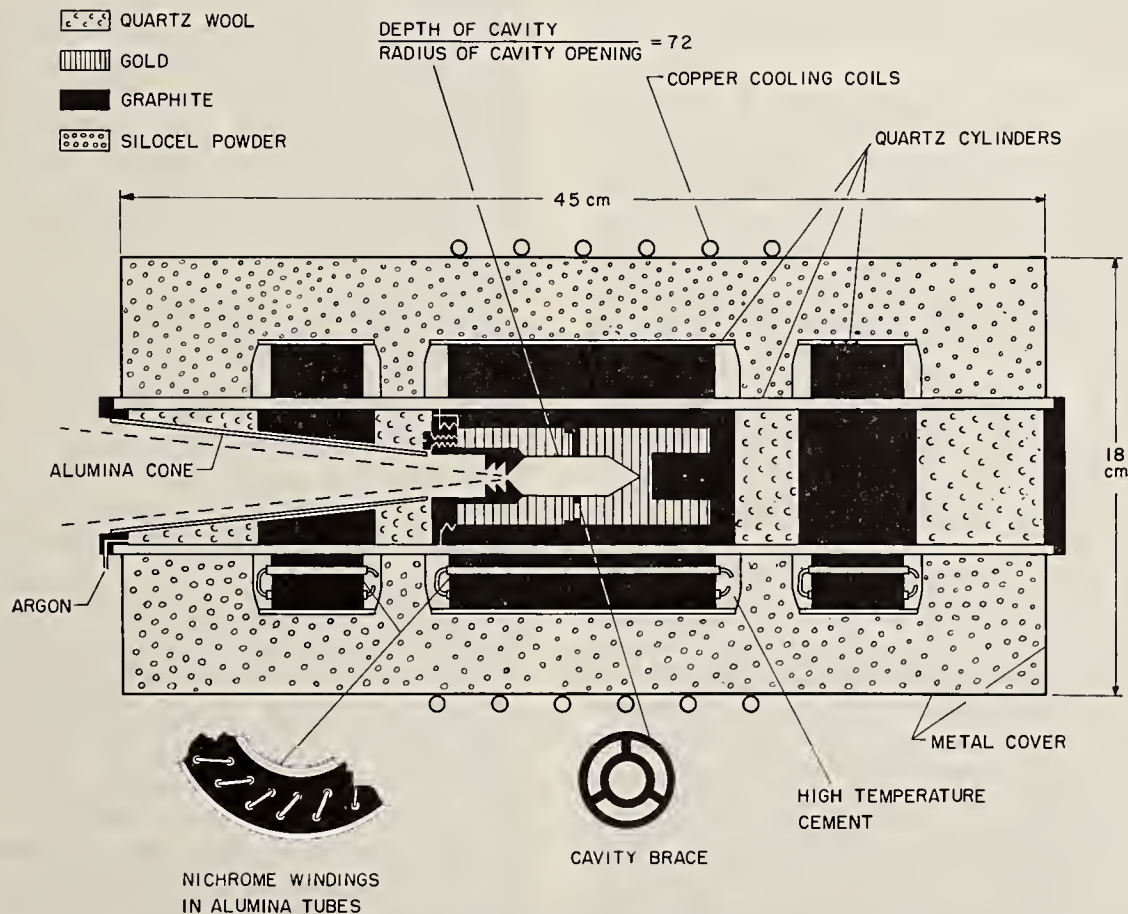 QUARTZ WOOL
GOLD
GRAPHITE
SILOCEL POWDER
DEPTH OF CAVITY
RADIUS OF CAVITY OPENING = 72
COPPER COOLING COILS
QUARTZ CYLINDERS
45 cm
ALUMINA CONE
18
cm
ARGON
METAL COVER
HIGH TEMPERATURE
CEMENT
CAVITY BRACE
NICHROME WINDINGS
IN ALUMINA TUBES